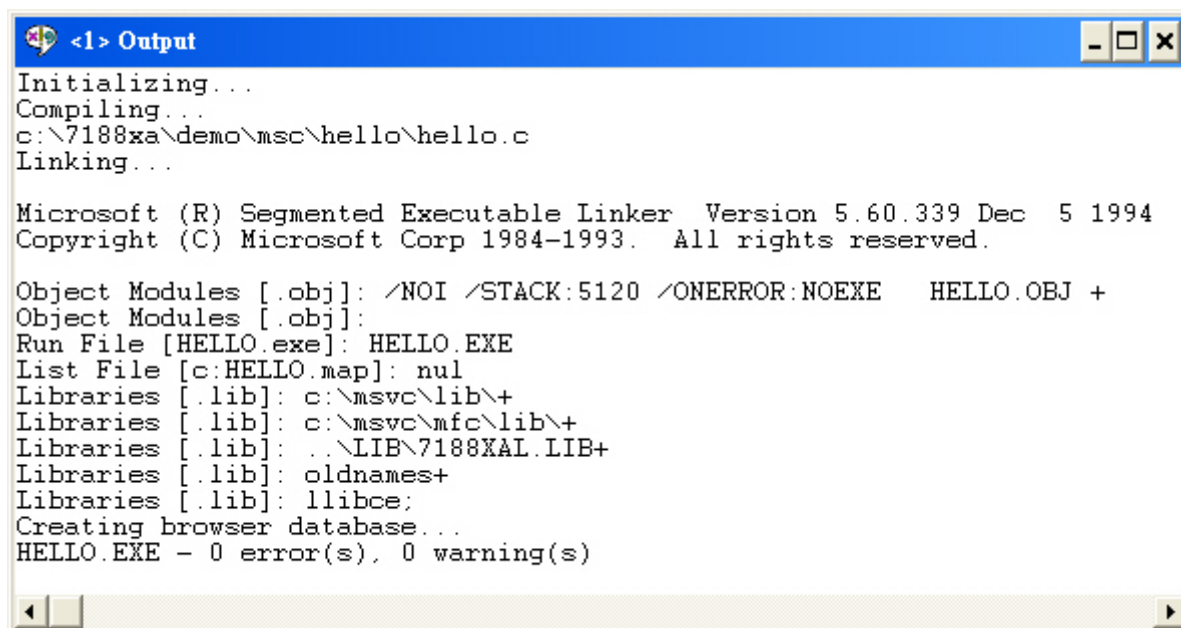 <1> Output
Initializing...
Compiling...
c:\7188xa\demo\msc\hello\hello.c
Linking...
Microsoft (R) Segmented Executable Linker  Version 5.60.339 Dec  5 1994
Copyright (C) Microsoft Corp 1984-1993.  All rights reserved.
Object Modules [.obj]: /NOI /STACK:5120 /ONERROR:NOEXE   HELLO.OBJ +
Object Modules [.obj]:
Run File [HELLO.exe]: HELLO.EXE
List File [c:HELLO.map]: nul
Libraries [.lib]: c:\msvc\lib\+
Libraries [.lib]: c:\msvc\mfc\lib\+
Libraries [.lib]: ..\LIB\7188XAL.LIB+
Libraries [.lib]: oldnames+
Libraries [.lib]: llibce;
Creating browser database...
HELLO.EXE - 0 error(s), 0 warning(s)